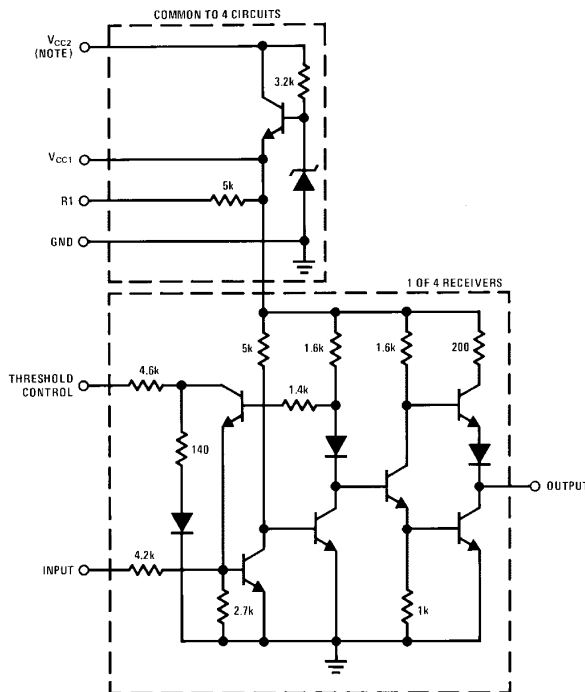 COMMON TO 4 CIRCUITS
VCC2
(NOTE)
3.2k
VCC1
R1
5k
GND
1 OF 4 RECEIVERS
5k
1.6k
1.6k
200
THRESHOLD
CONTROL
4.6k
1.4k
140
OUTPUT
INPUT
4.2k
2.7k
1k